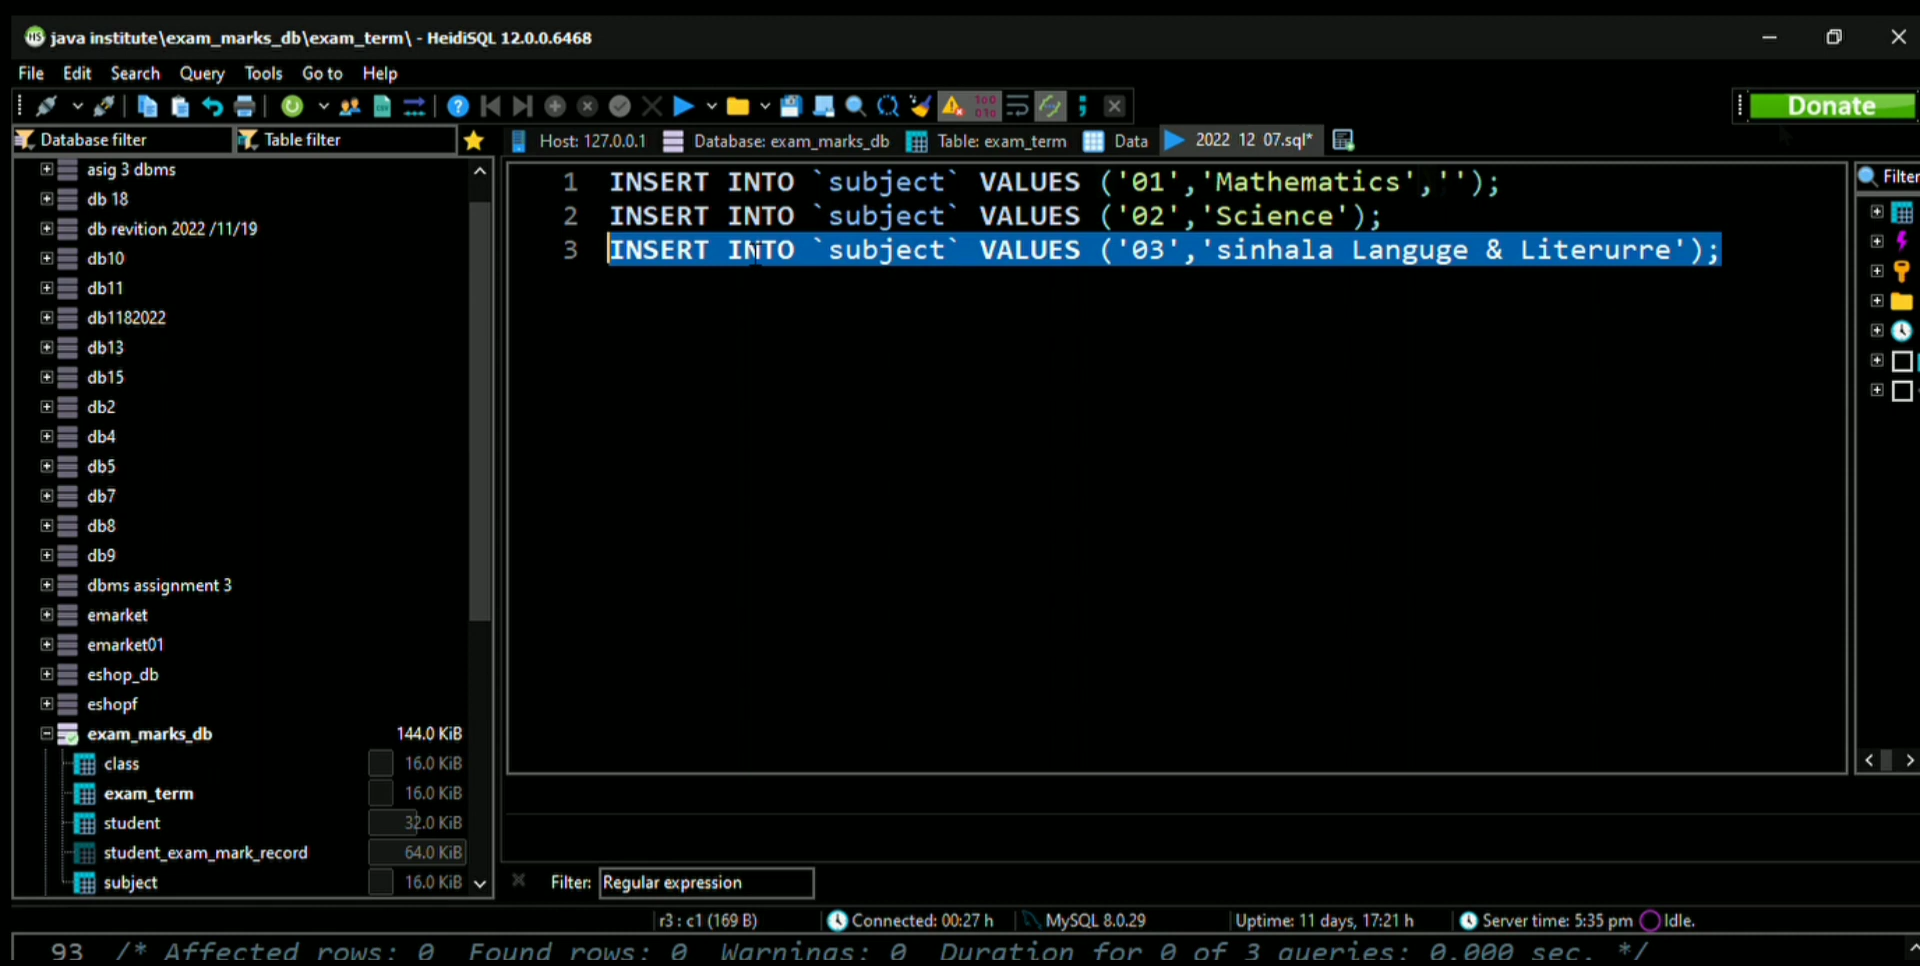 java institute\exam_marks_db\exam_term\ - HeidiSQL 12.0.0.6468
File Edit Search Query Tools Go to Help
Donate
Database filter Table filter Host: 127.0.0.1 Database: exam_marks_db Table: exam_term Data 2022 12 07.sql*
asig 3 dbms
db 18
db revition 2022 /11/19
db10
db11
db1182022
db13
db15
db2
db4
db5
db7
db8
db9
dbms assignment 3
emarket
emarket01
eshop_db
eshopf
exam_marks_db 144.0 KiB
class 16.0 KiB
exam_term 16.0 KiB
student 32.0 KiB
student_exam_mark_record 64.0 KiB
subject 16.0 KiB
1 INSERT INTO `subject` VALUES ('01','Mathematics','');
2 INSERT INTO `subject` VALUES ('02','Science');
3 INSERT INTO `subject` VALUES ('03','sinhala Languge & Literurre');
Filter
Filter: Regular expression
r3 : c1 (169 B) Connected: 00:27 h MySQL 8.0.29 Uptime: 11 days, 17:21 h Server time: 5:35 pm Idle.
93 /* Affected rows: 0 Found rows: 0 Warnings: 0 Duration for 0 of 3 queries: 0.000 sec. */